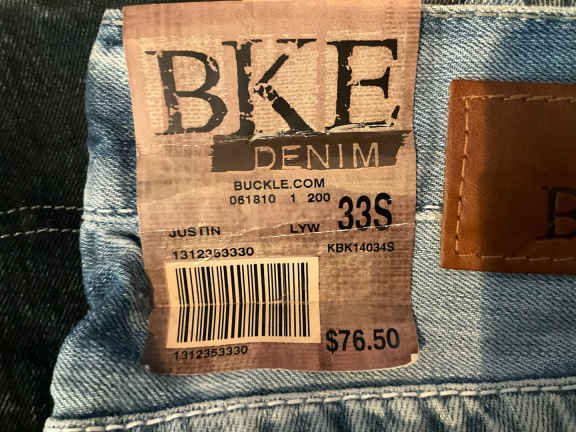 BKE
DENIM
BUCKLE.COM
061810 1 200
33S
JUSTIN LYW
1312353330 KBK14034S
1312353330
$76.50
B